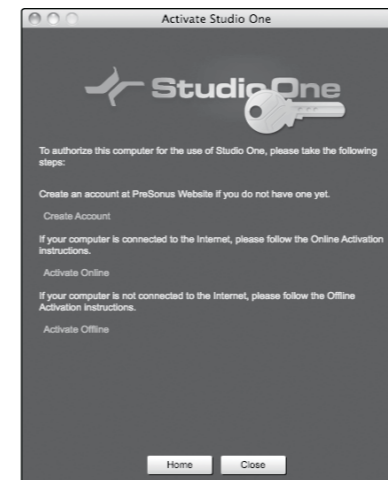 Activate Studio One
Studio One
To authorize this computer for the use of Studio One, please take the following
steps:
Create an account at PreSonus Website if you do not have one yet.
Create Account
If your computer is connected to the Internet, please follow the Online Activation
instructions.
Activate Online
If your computer is not connected to the Internet, please follow the Offline
Activation instructions.
Activate Offline
Home
Close